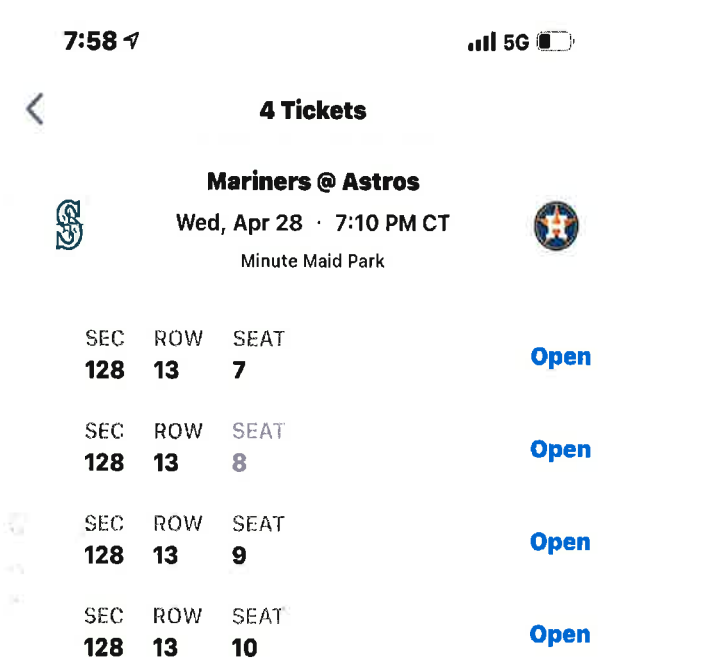 7:58 5G
4 Tickets
Mariners @ Astros
Wed, Apr 28 · 7:10 PM CT
Minute Maid Park
SEC ROW SEAT
128 13 7 Open
SEC ROW SEAT
128 13 8 Open
SEC ROW SEAT
128 13 9 Open
SEC ROW SEAT
128 13 10 Open